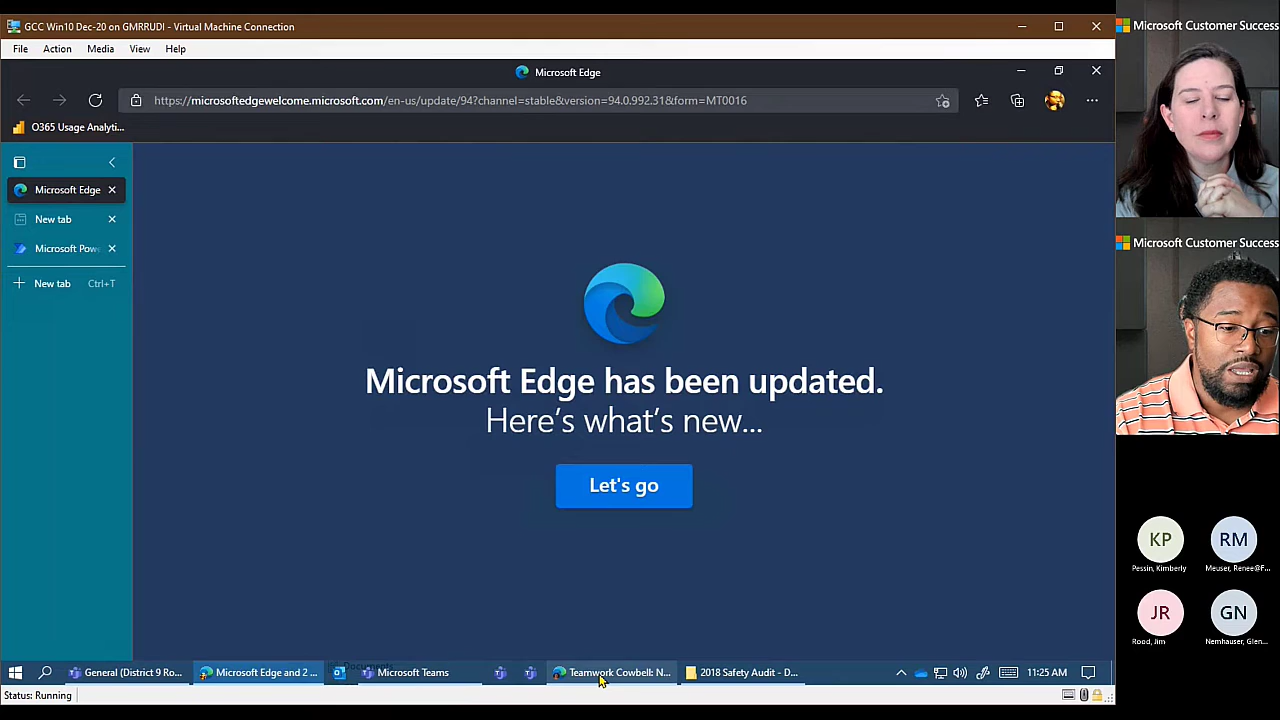 GCC Win10 Dec-20 on GMRRUDI - Virtual Machine Connection
File Action Media View Help
Microsoft Edge
https://microsoftedgewelcome.microsoft.com/en-us/update/94?channel=stable&version=94.0.992.31&form=MT0016
O365 Usage Analyti...
Microsoft Edge
New tab
Microsoft Pow
New tab Ctrl+T
Microsoft Edge has been updated.
Here's what's new...
Let's go
General (District 9 Ro...
Microsoft Edge and 2 ...
Microsoft Teams
Teamwork Cowbell: N...
2018 Safety Audit - D...
11:25 AM
Status: Running
Microsoft Customer Success
Microsoft Customer Success
KP
Pessin, Kimberly
RM
Meuser, Renee@F...
JR
Rood, Jim
GN
Nemhauser, Glen...